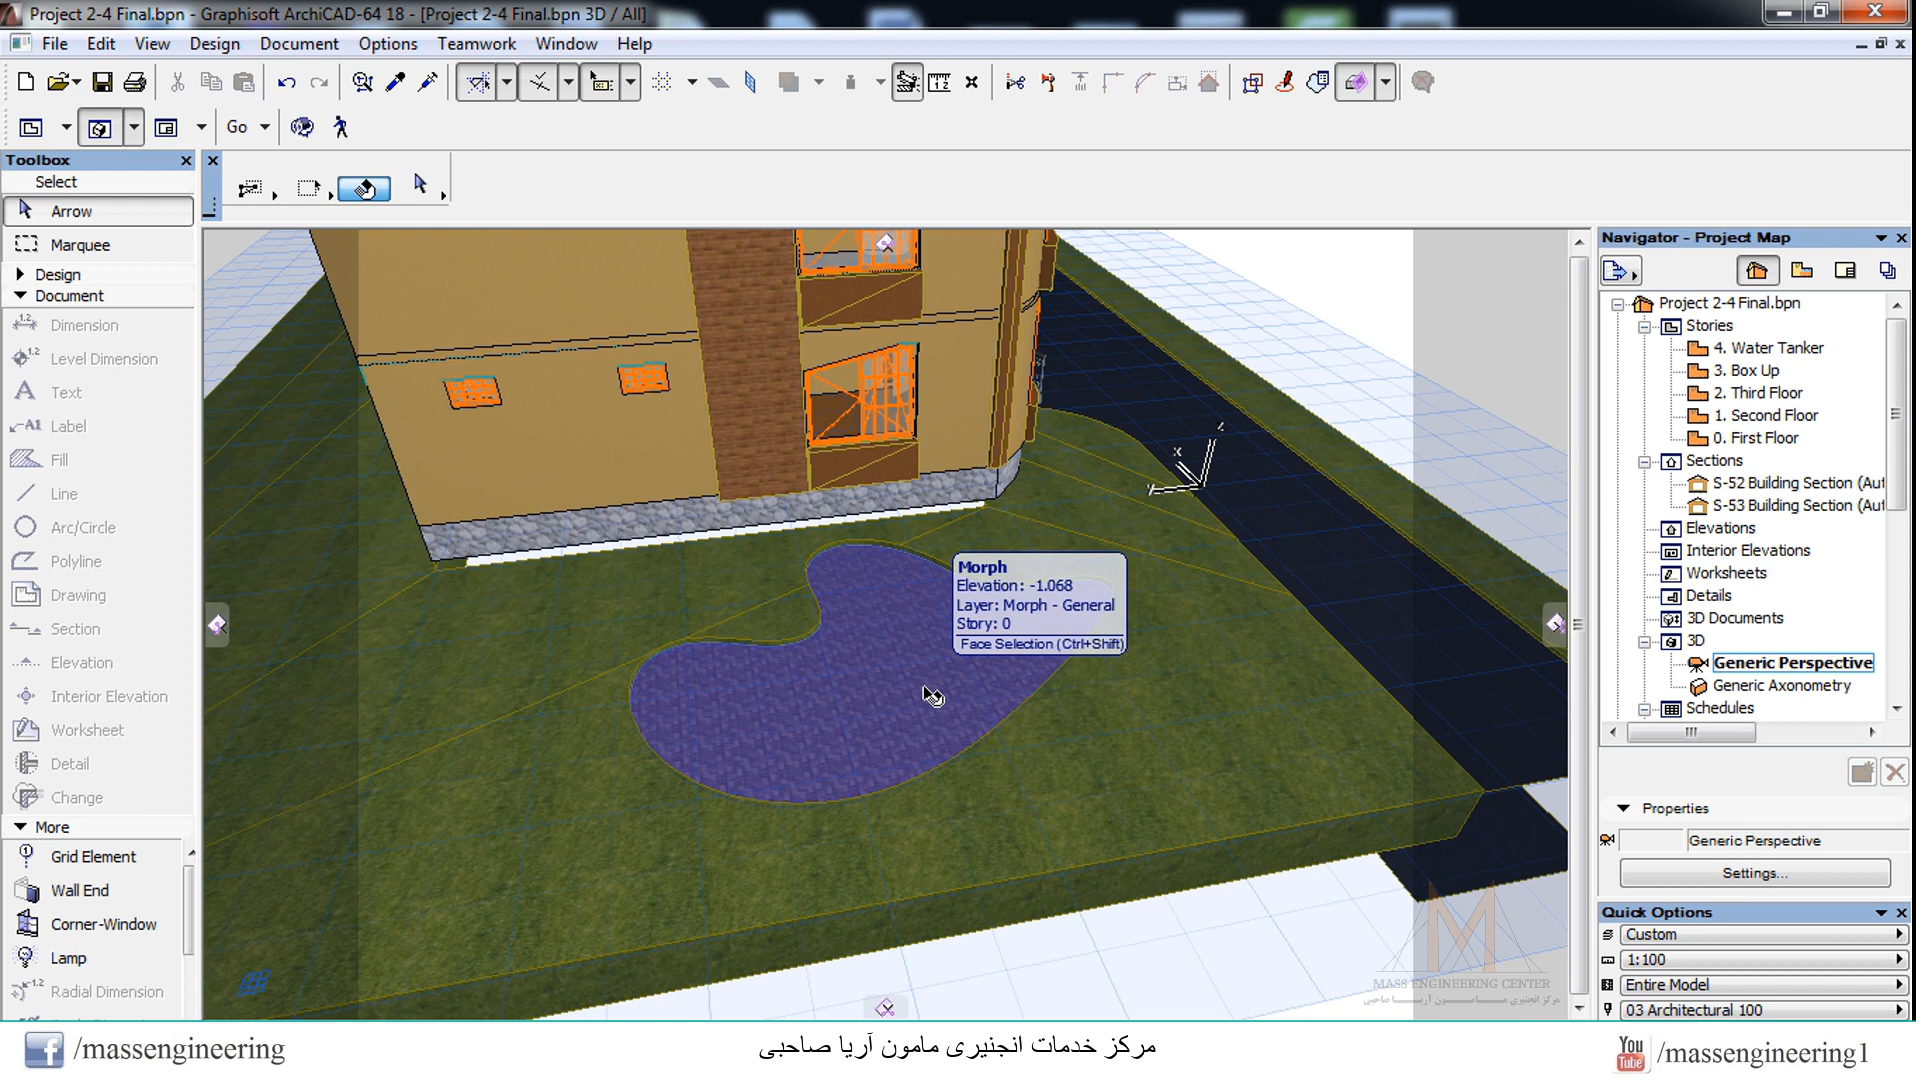 Project 2-4 Final.bpn - Graphisoft ArchiCAD-64 18 - [Project 2-4 Final.bpn 3D / All]
File Edit View Design Document Options Teamwork Window Help
Go
Toolbox
Select
Arrow
Marquee
Design
Document
Dimension
Level Dimension
Text
Label
Fill
Line
Arc/Circle
Polyline
Drawing
Section
Elevation
Interior Elevation
Worksheet
Detail
Change
More
Grid Element
Wall End
Corner-Window
Lamp
Radial Dimension
Morph
Elevation: -1.068
Layer: Morph - General
Story: 0
Face Selection (Ctrl+Shift)
z
x
y
Navigator - Project Map
Project 2-4 Final.bpn
Stories
4. Water Tanker
3. Box Up
2. Third Floor
1. Second Floor
0. First Floor
Sections
S-52 Building Section (Aut
S-53 Building Section (Aut
Elevations
Interior Elevations
Worksheets
Details
3D Documents
3D
Generic Perspective
Generic Axonometry
Schedules
Properties
Generic Perspective
Settings...
Quick Options
Custom
1:100
Entire Model
03 Architectural 100
MASS ENGINEERING CENTER
مرکز انجنیری مامون آریا صاحبی
/massengineering
مرکز خدمات انجنیری مامون آریا صاحبی
You Tube /massengineering1